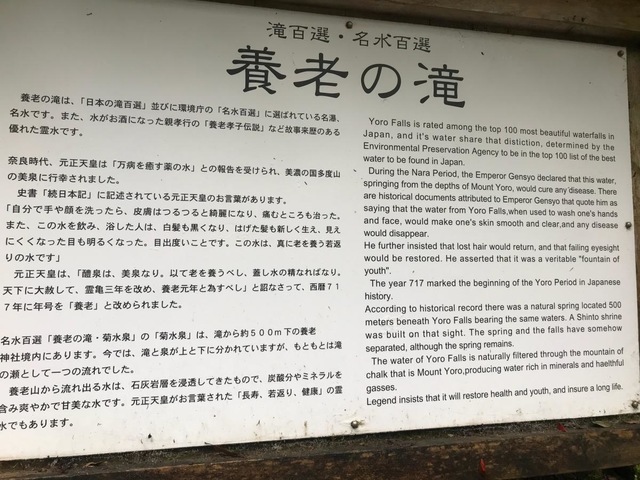 滝百選・名水百選
養老の滝
養老の滝は、「日本の滝百選」並びに環境庁の「名水百選」に選ばれている名瀑、
名水です。また、水がお酒になった親孝行の「養老孝子伝説」など故事来歴のある
優れた霊水です。
奈良時代、元正天皇は「万病を癒す薬の水」との報告を受けられ、美濃の国多度山
の美泉に行幸されました。
史書「続日本記」に記述されている元正天皇のお言葉があります。
「自分で手や顔を洗ったら、皮膚はつるつると綺麗になり、痛むところも治った。
また、この水を飲み、浴した人は、白髪も黒くなり、はげた髪も新しく生え、見え
にくくなった目も明るくなった。目出度いことです。この水は、真に老を養う若返
りの水です」
元正天皇は、「醴泉は、美泉なり。以て老を養うべし、蓋し水の精なればなり。
天下に大赦して、霊亀三年を改め、養老元年と為すべし」と詔なさって、西暦71
7年に年号を「養老」と改められました。
名水百選「養老の滝・菊水泉」の「菊水泉」は、滝から約500m下の養老
神社境内にあります。今では、滝と泉が上と下に分かれていますが、もともとは滝
の瀬として一つの流れでした。
養老山から流れ出る水は、石灰岩層を浸透してきたもので、炭酸分やミネラルを
含み爽やかで甘美な水です。元正天皇がお言葉された「長寿、若返り、健康」の霊
水でもあります。
Yoro Falls is rated among the top 100 most beautiful waterfalls in
Japan, and it's water share that distiction, determined by the
Environmental Preservation Agency to be in the top 100 list of the best
water to be found in Japan.
During the Nara Period, the Emperor Gensyo declared that this water,
springing from the depths of Mount Yoro, would cure any disease. There
are historical documents attributed to Emperor Gensyo that quote him as
saying that the water from Yoro Falls,when used to wash one's hands
and face, would make one's skin smooth and clear,and any disease
would disappear.
He further insisted that lost hair would return, and that failing eyesight
would be restored. He asserted that it was a veritable "fountain of
youth".
The year 717 marked the beginning of the Yoro Period in Japanese
history.
According to historical record there was a natural spring located 500
meters beneath Yoro Falls bearing the same waters. A Shinto shrine
was built on that sight. The spring and the falls have somehow
separated, although the spring remains.
The water of Yoro Falls is naturally filtered through the mountain of
chalk that is Mount Yoro,producing water rich in minerals and haelthful
gasses.
Legend insists that it will restore health and youth, and insure a long life.